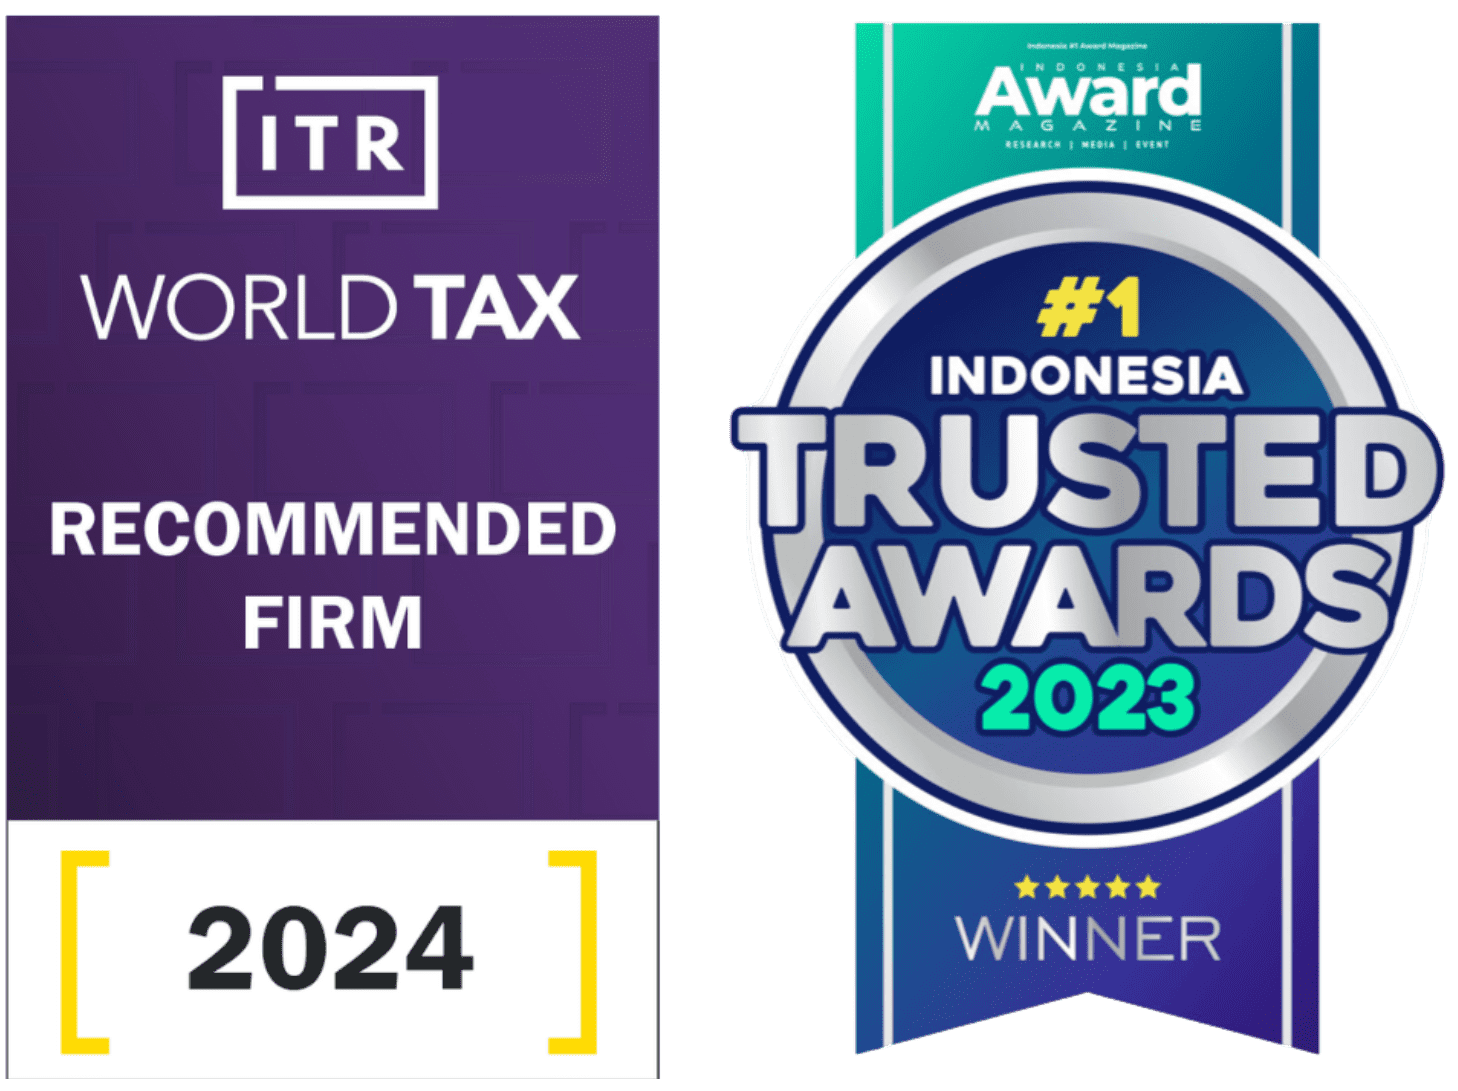 ITR
WORLD TAX
RECOMMENDED
FIRM
2024
Indonesia #1 Award Magazine
INDONESIA
Award
MAGAZINE
RESEARCH | MEDIA | EVENT
#1
INDONESIA
TRUSTED
AWARDS
2023
WINNER